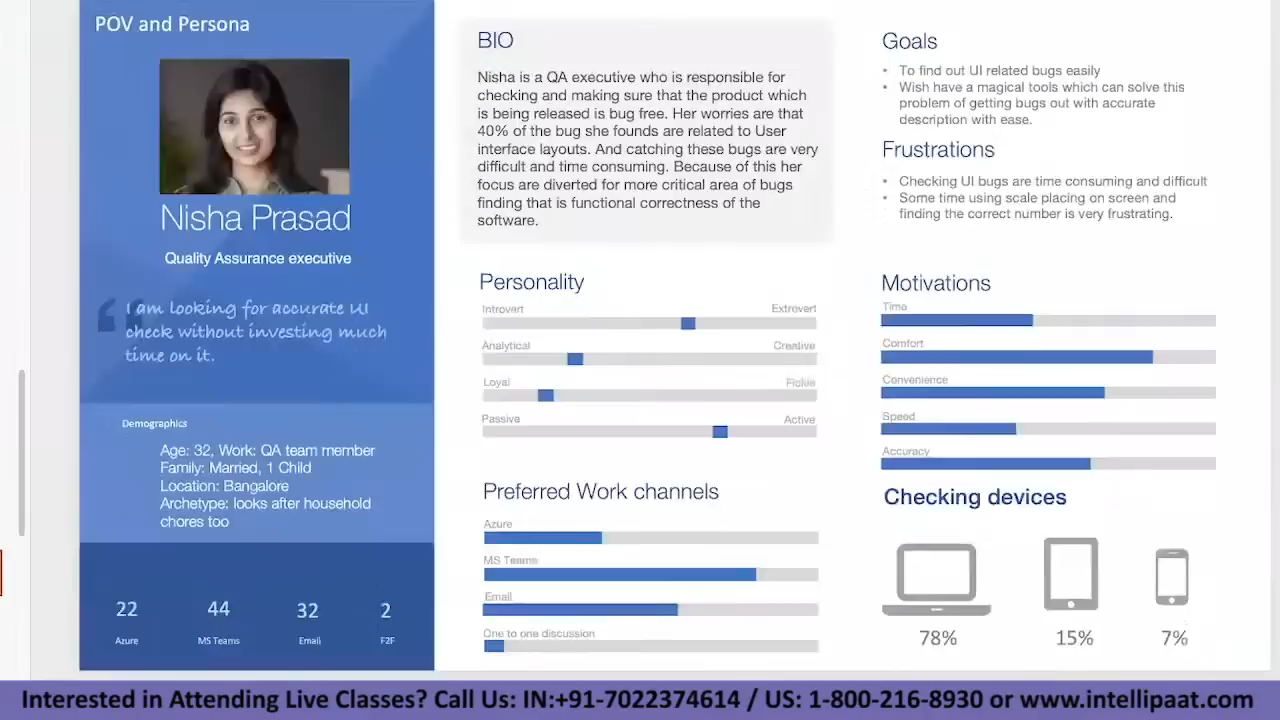 POV and Persona
Nisha Prasad
Quality Assurance executive
I am looking for accurate UI
check without investing much
time on it.
Demographics
Age: 32, Work: QA team member
Family: Married, 1 Child
Location: Bangalore
Archetype: looks after household
chores too
22 44 32 2
Azure MS Teams Email F2F
BIO
Nisha is a QA executive who is responsible for
checking and making sure that the product which
is being released is bug free. Her worries are that
40% of the bug she founds are related to User
interface layouts. And catching these bugs are very
difficult and time consuming. Because of this her
focus are diverted for more critical area of bugs
finding that is functional correctness of the
software.
Personality
Introvert Extrovert
Analytical Creative
Loyal Fickle
Passive Active
Preferred Work channels
Azure
MS Teams
Email
One to one discussion
Goals
• To find out UI related bugs easily
• Wish have a magical tools which can solve this
problem of getting bugs out with accurate
description with ease.
Frustrations
• Checking UI bugs are time consuming and difficult
• Some time using scale placing on screen and
finding the correct number is very frustrating.
Motivations
Time
Comfort
Convenience
Speed
Accuracy
Checking devices
78% 15% 7%
Interested in Attending Live Classes? Call Us: IN:+91-7022374614 / US: 1-800-216-8930 or www.intellipaat.com